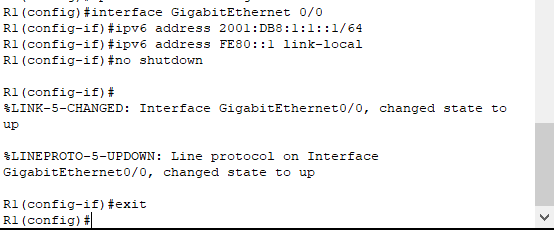 R1(config)#interface GigabitEthernet 0/0
R1(config-if)#ipv6 address 2001:DB8:1:1::1/64
R1(config-if)#ipv6 address FE80::1 link-local
R1(config-if)#no shutdown
R1(config-if)#
%LINK-5-CHANGED: Interface GigabitEthernet0/0, changed state to
up
%LINEPROTO-5-UPDOWN: Line protocol on Interface
GigabitEthernet0/0, changed state to up
R1(config-if)#exit
R1(config)#